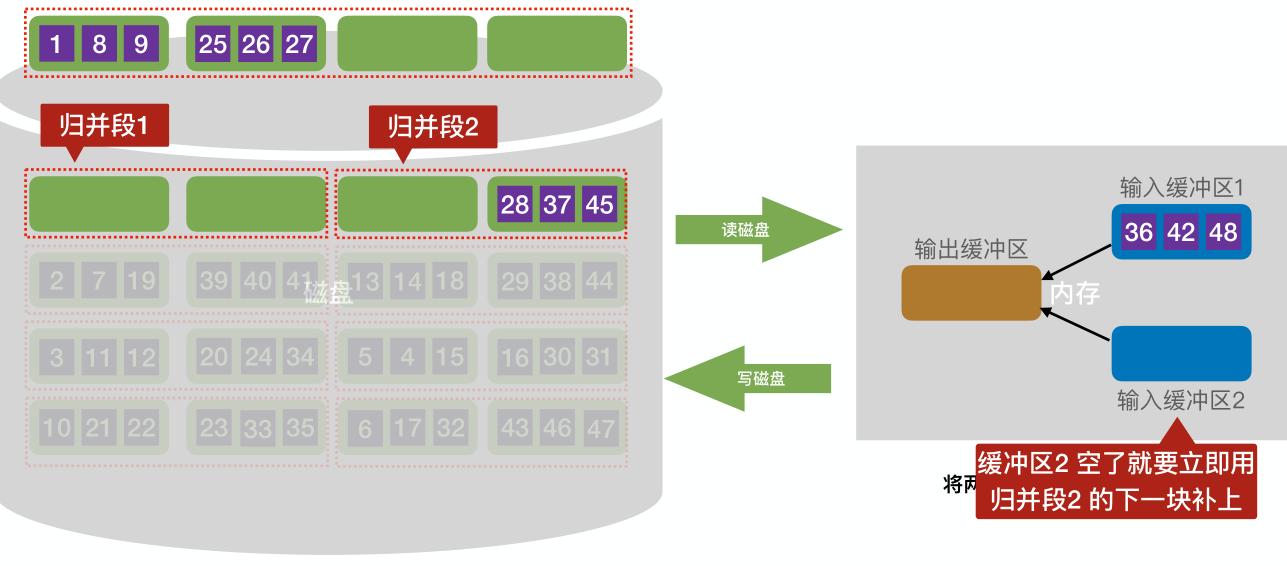 1 8 9 25 26 27
归并段1 归并段2
28 37 45
2 7 19 39 40 41 13 14 18 29 38 44
磁盘
3 11 12 20 24 34 5 4 15 16 30 31
10 21 22 23 33 35 6 17 32 43 46 47
读磁盘
写磁盘
输入缓冲区1
36 42 48
输出缓冲区
内存
输入缓冲区2
缓冲区2 空了就要立即用
归并段2 的下一块补上
将两